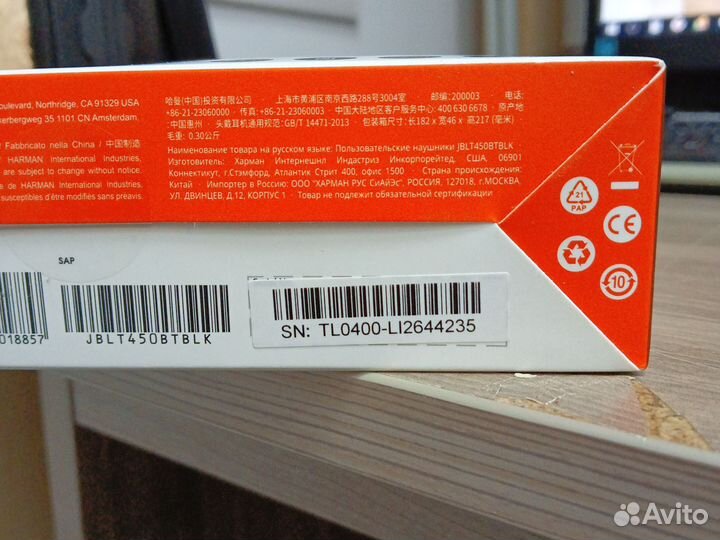 oulevard, Northridge, CA 91329 USA
kerbergweg 35 1101 CN Amsterdam,
/ Fabbricato nella China / 中国制造
HARMAN International Industries,
are subject to change without notice.
de HARMAN International Industries,
susceptibles d'être modifiés sans préavis.
哈曼(中国)投资有限公司 · 上海市黄浦区南京西路288号3004室 · 邮编: 200003 · 电话:
+86-21-23060000 · 传真: +86-21-23060003 · 中国大陆地区客户服务中心: 400 630 6678 · 原产地
: 中国惠州 · 头戴耳机通用规范: GB/T 14471-2013 · 包装箱尺寸: 长182 x 宽46 x 高217 (毫米)
毛重: 0.30公斤
Наименование товара на русском языке: Пользовательские наушники JBLT450BTBLK
Изготовитель: Харман Интернешнл Индастриз Инкорпорейтед, США, 06901
Коннектикут, г.Стэмфорд, Атлантик Стрит 400, офис 1500 · Страна происхождения:
Китай · Импортер в Россию: ООО "ХАРМАН РУС СиАйЭс", РОССИЯ, 127018, г.МОСКВА,
УЛ. ДВИНЦЕВ, Д.12, КОРПУС 1 · Товар не подлежит обязательной сертификации
21
PAP
CE
10
SAP
018857
JBLT450BTBLK
SN: TL0400-LI2644235
Avito